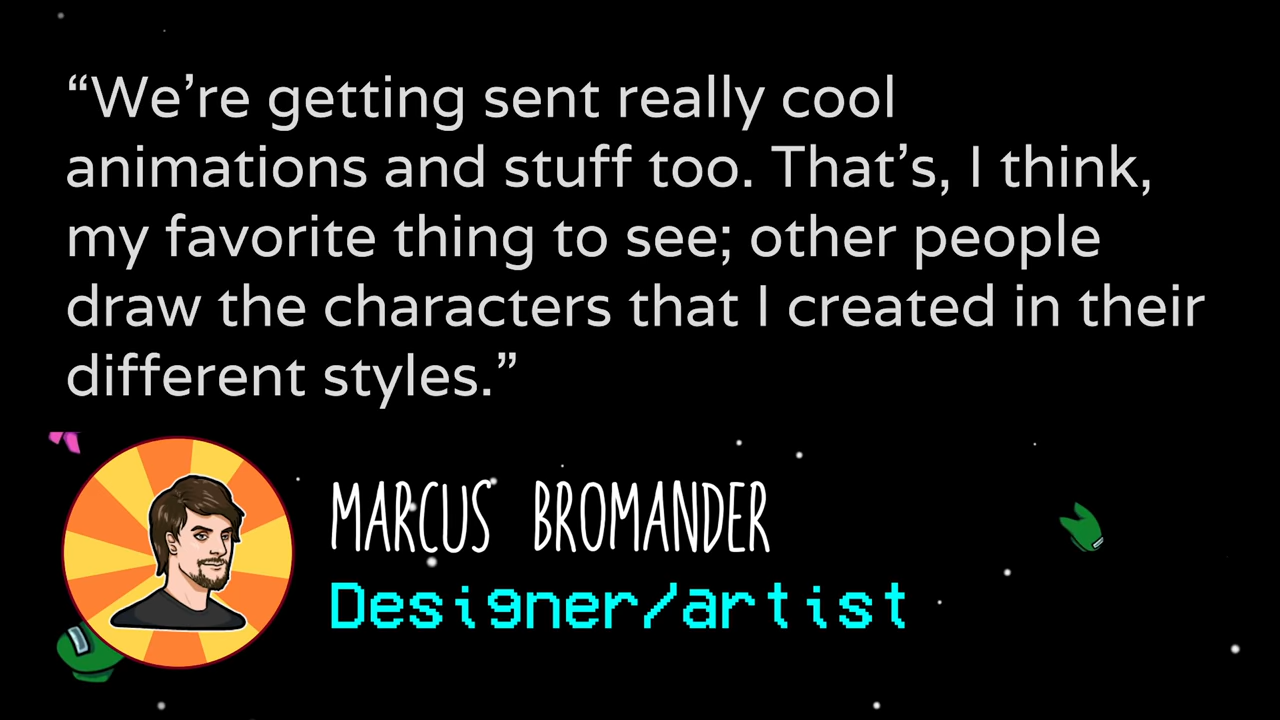 “We’re getting sent really cool
animations and stuff too. That’s, I think,
my favorite thing to see; other people
draw the characters that I created in their
different styles.”
MARCUS BROMANDER
Designer/artist